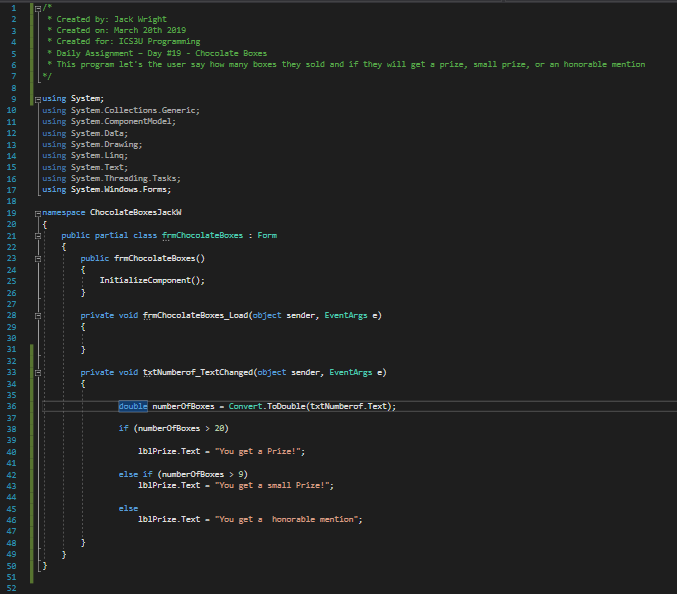 1 /*
2 * Created by: Jack Wright
3 * Created on: March 20th 2019
4 * Created for: ICS3U Programming
5 * Daily Assignment – Day #19 - Chocolate Boxes
6 * This program let's the user say how many boxes they sold and if they will get a prize, small prize, or an honorable mention
7 */
8
9 using System;
10 using System.Collections.Generic;
11 using System.ComponentModel;
12 using System.Data;
13 using System.Drawing;
14 using System.Linq;
15 using System.Text;
16 using System.Threading.Tasks;
17 using System.Windows.Forms;
18
19 namespace ChocolateBoxesJackW
20 {
21 public partial class frmChocolateBoxes : Form
22 {
23 public frmChocolateBoxes()
24 {
25 InitializeComponent();
26 }
27
28 private void frmChocolateBoxes_Load(object sender, EventArgs e)
29 {
30
31 }
32
33 private void txtNumberof_TextChanged(object sender, EventArgs e)
34 {
35
36 double numberOfBoxes = Convert.ToDouble(txtNumberof.Text);
37
38 if (numberOfBoxes > 20)
39
40 lblPrize.Text = "You get a Prize!";
41
42 else if (numberOfBoxes > 9)
43 lblPrize.Text = "You get a small Prize!";
44
45 else
46 lblPrize.Text = "You get a  honorable mention";
47
48 }
49 }
50 }
51
52